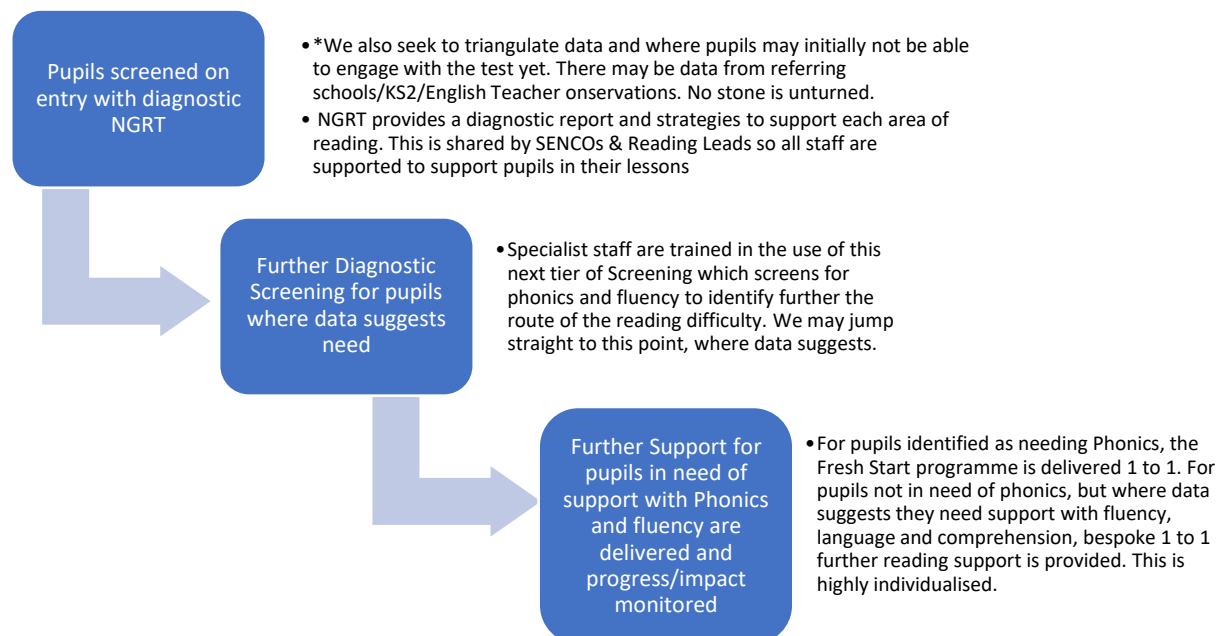 Pupils screened on
entry with diagnostic
NGRT
•*We also seek to triangulate data and where pupils may initially not be able
to engage with the test yet. There may be data from referring
schools/KS2/English Teacher onservations. No stone is unturned.
• NGRT provides a diagnostic report and strategies to support each area of
reading. This is shared by SENCOs & Reading Leads so all staff are
supported to support pupils in their lessons
Further Diagnostic
Screening for pupils
where data suggests
need
•Specialist staff are trained in the use of this
next tier of Screening which screens for
phonics and fluency to identify further the
route of the reading difficulty. We may jump
straight to this point, where data suggests.
Further Support for
pupils in need of
support with Phonics
and fluency are
delivered and
progress/impact
monitored
•For pupils identified as needing Phonics, the
Fresh Start programme is delivered 1 to 1. For
pupils not in need of phonics, but where data
suggests they need support with fluency,
language and comprehension, bespoke 1 to 1
further reading support is provided. This is
highly individualised.